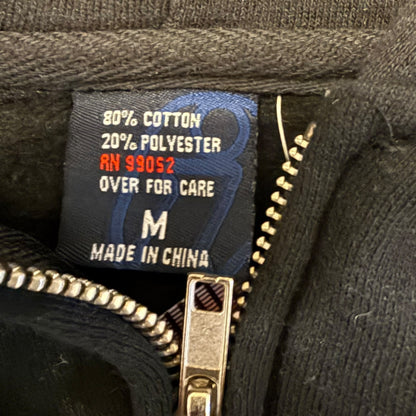 80% COTTON
20% POLYESTER
RN 99052
OVER FOR CARE
M
MADE IN CHINA